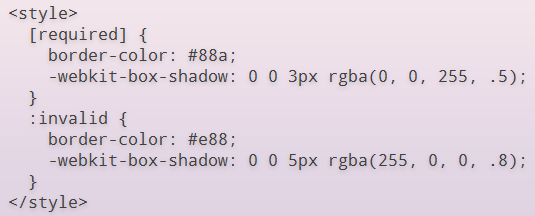 <style>
  [required] {
    border-color: #88a;
    -webkit-box-shadow: 0 0 3px rgba(0, 0, 255, .5);
  }
  :invalid {
    border-color: #e88;
    -webkit-box-shadow: 0 0 5px rgba(255, 0, 0, .8);
  }
</style>